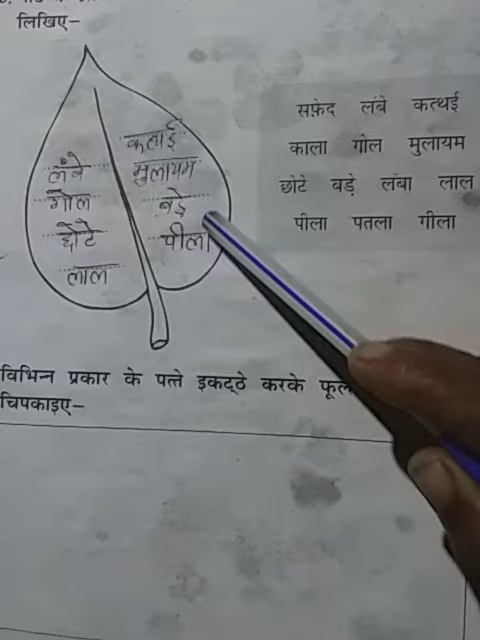 लिखिए–
लँबे
गोल
छोटे
लाल
कत्थई
मुलायम
बड़े
पीला
सफ़ेद लंबे कत्थई
काला गोल मुलायम
छोटे बड़े लंबा लाल
पीला पतला गीला
विभिन्न प्रकार के पत्ते इकट्ठे करके फूल
चिपकाइए–